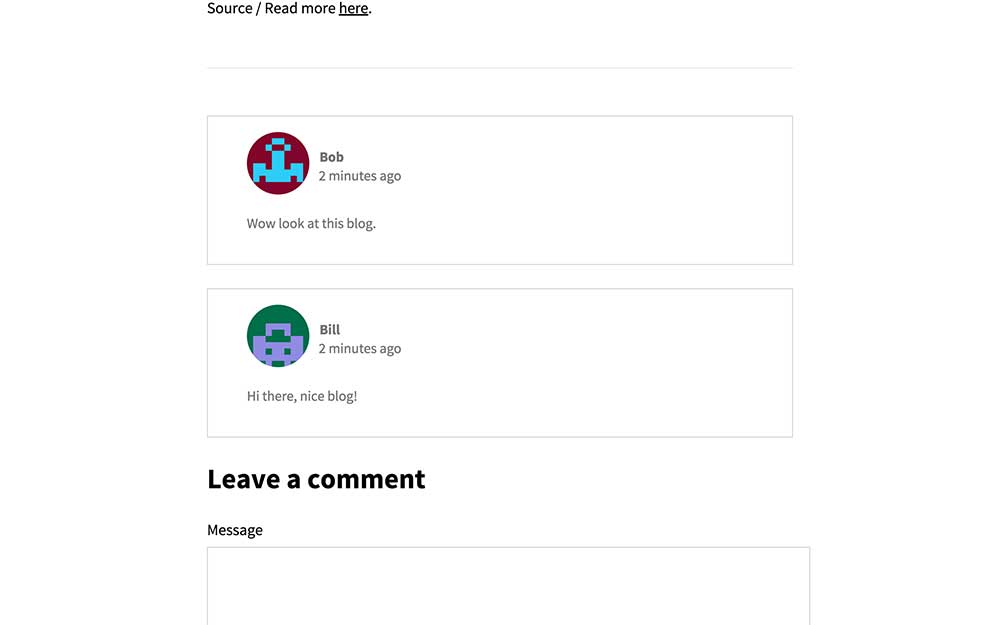 Source / Read more here.
Bob
2 minutes ago
Wow look at this blog.
Bill
2 minutes ago
Hi there, nice blog!
Leave a comment
Message